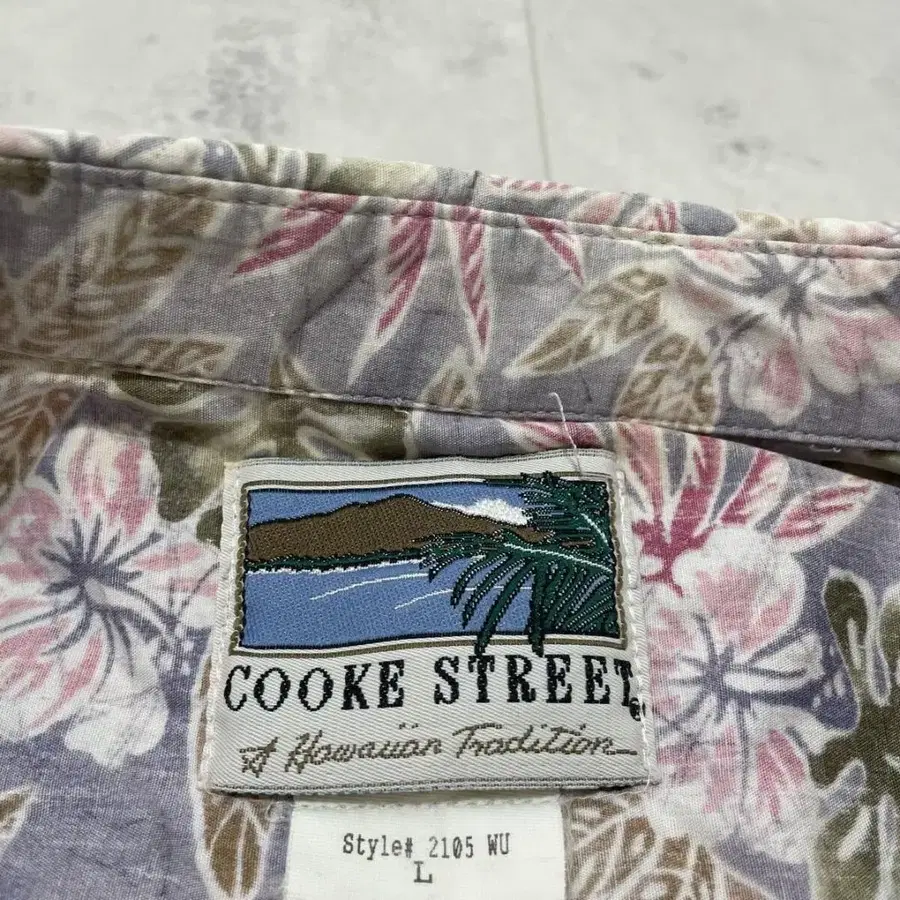 COOKE STREET®
A Hawaiian Tradition
Style# 2105 WU
L